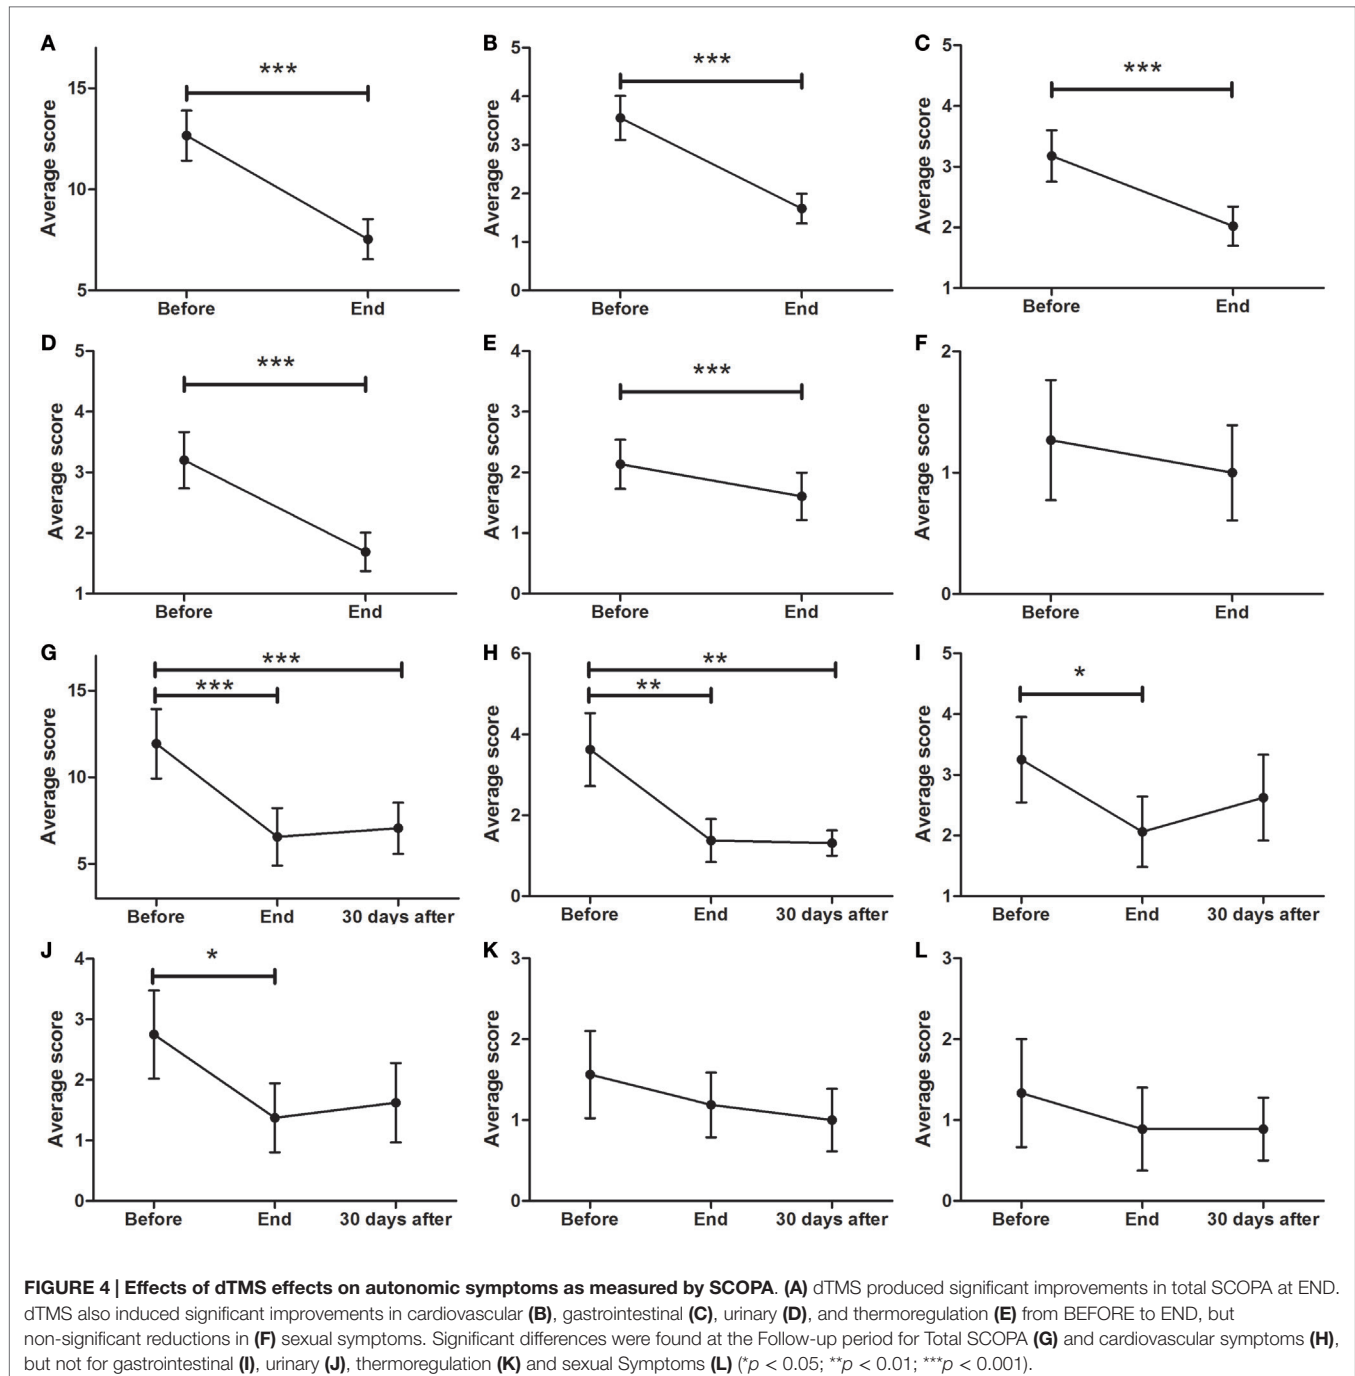 A
B
C
Average score
15
10
5
***
Before
End
Average score
5
4
3
2
1
0
***
Before
End
Average score
5
4
3
2
1
***
Before
End
D
E
F
Average score
5
4
3
2
1
***
Before
End
Average score
4
3
2
1
0
***
Before
End
Average score
2
1
0
Before
End
G
H
I
Average score
15
10
5
***
***
Before
End
30 days after
Average score
6
4
2
0
**
**
Before
End
30 days after
Average score
5
4
3
2
1
*
Before
End
30 days after
J
K
L
Average score
4
3
2
1
0
*
Before
End
30 days after
Average score
3
2
1
0
Before
End
30 days after
Average score
3
2
1
0
Before
End
30 days after
FIGURE 4 | Effects of dTMS effects on autonomic symptoms as measured by SCOPA. (A) dTMS produced significant improvements in total SCOPA at END.
dTMS also induced significant improvements in cardiovascular (B), gastrointestinal (C), urinary (D), and thermoregulation (E) from BEFORE to END, but
non-significant reductions in (F) sexual symptoms. Significant differences were found at the Follow-up period for Total SCOPA (G) and cardiovascular symptoms (H),
but not for gastrointestinal (I), urinary (J), thermoregulation (K) and sexual Symptoms (L) (*p < 0.05; **p < 0.01; ***p < 0.001).